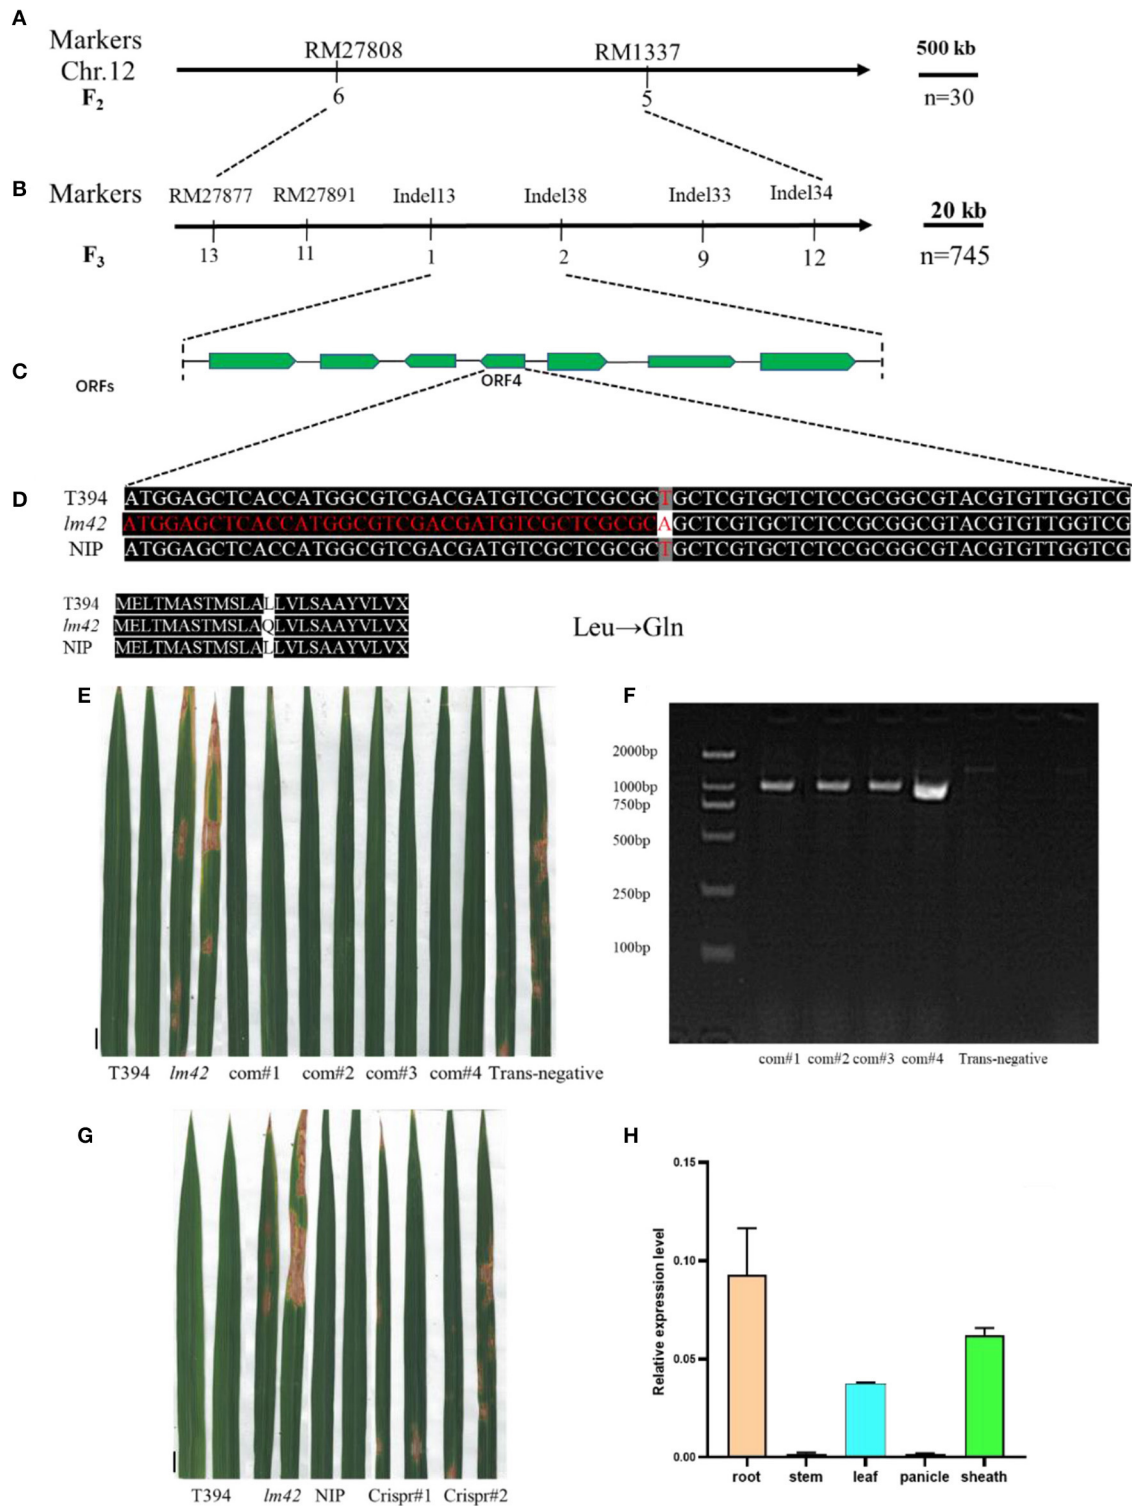 A
Markers RM27808 RM1337 500 kb
Chr.12
F2 6 5 n=30
B
Markers RM27877 RM27891 Indel13 Indel38 Indel33 Indel34 20 kb
F3 13 11 1 2 9 12 n=745
C
ORFs ORF4
D
T394 ATGGAGCTCACCATGGCGTCGACGATGTCGCTCGCGCTGCTCGTGCTCTCCGCGGCGTACGTGTTGGTCG
lm42 ATGGAGCTCACCATGGCGTCGACGATGTCGCTCGCGCAGCTCGTGCTCTCCGCGGCGTACGTGTTGGTCG
NIP ATGGAGCTCACCATGGCGTCGACGATGTCGCTCGCGCTGCTCGTGCTCTCCGCGGCGTACGTGTTGGTCG
T394 MELTMASTMSLALLVLSAAYVLVX
lm42 MELTMASTMSLAQLVLSAAYVLVX
NIP MELTMASTMSLALLVLSAAYVLVX
Leu→Gln
E
T394 lm42 com#1 com#2 com#3 com#4 Trans-negative
F
2000bp
1000bp
750bp
500bp
250bp
100bp
com#1 com#2 com#3 com#4 Trans-negative
G
T394 lm42 NIP Crispr#1 Crispr#2
H
Relative expression level
0.15
0.10
0.05
0.00
root stem leaf panicle sheath